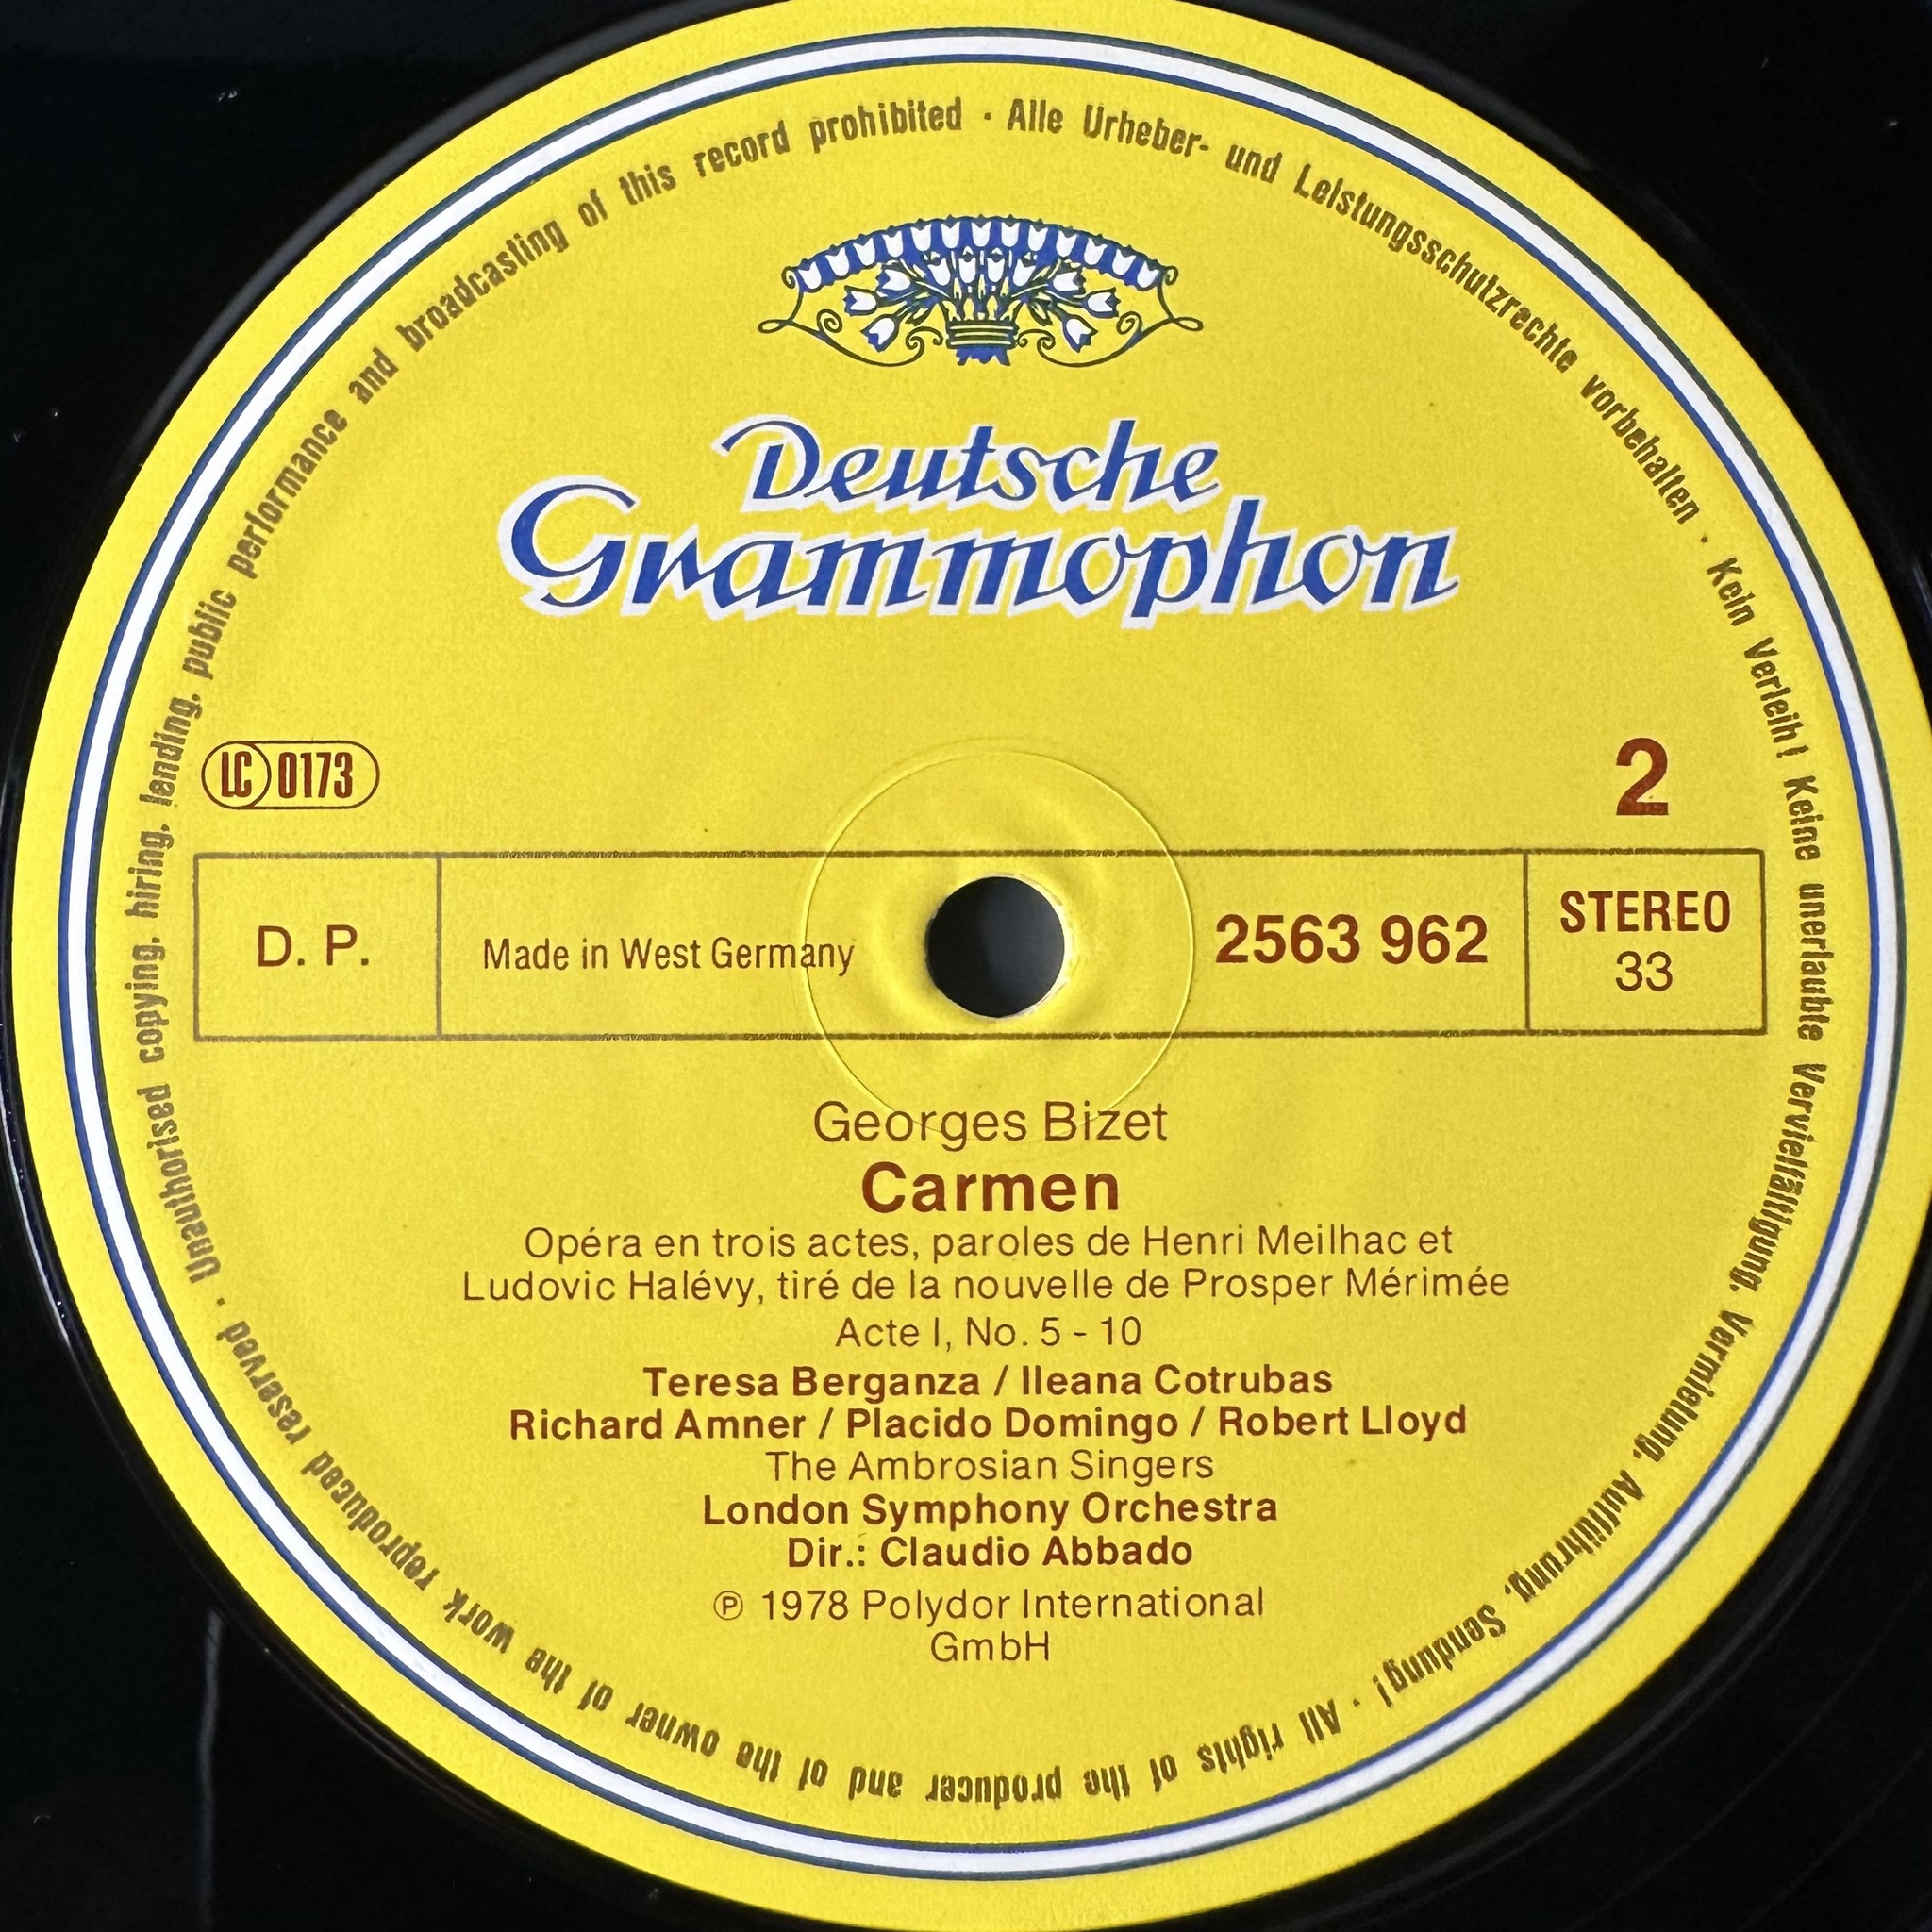 Alle Urheber- und Leistungsschutzrechte vorbehalten · Kein Verleih! Keine unerlaubte Vervielfältigung, Vermietung, Aufführung, Sendung! · All rights of the producer and of the owner of the work reproduced reserved · Unauthorised copying, hiring, lending, public performance and broadcasting of this record prohibited ·
Deutsche
Grammophon
LC 0173
2
D. P.
Made in West Germany
2563 962
STEREO
33
Georges Bizet
Carmen
Opéra en trois actes, paroles de Henri Meilhac et
Ludovic Halévy, tiré de la nouvelle de Prosper Mérimée
Acte I, No. 5 - 10
Teresa Berganza / Ileana Cotrubas
Richard Amner / Placido Domingo / Robert Lloyd
The Ambrosian Singers
London Symphony Orchestra
Dir.: Claudio Abbado
℗ 1978 Polydor International
GmbH